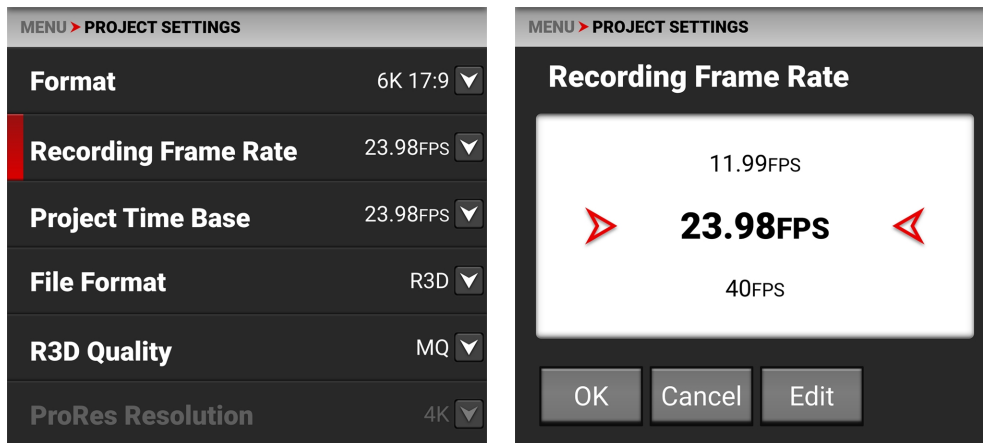 MENU PROJECT SETTINGS
Format 6K 17:9
Recording Frame Rate 23.98FPS
Project Time Base 23.98FPS
File Format R3D
R3D Quality MQ
ProRes Resolution 4K
MENU PROJECT SETTINGS
Recording Frame Rate
11.99FPS
23.98FPS
40FPS
OK Cancel Edit